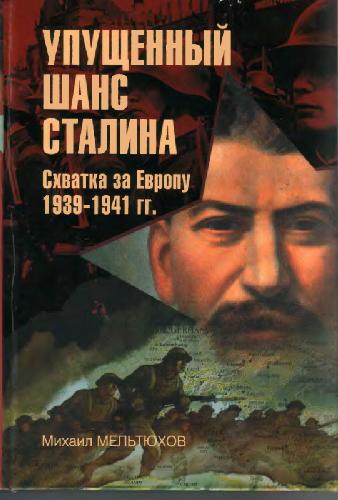 УПУЩЕННЫЙ
ШАНС
СТАЛИНА
Схватка за Европу
1939-1941 гг.
Михаил МЕЛЬТЮХОВ